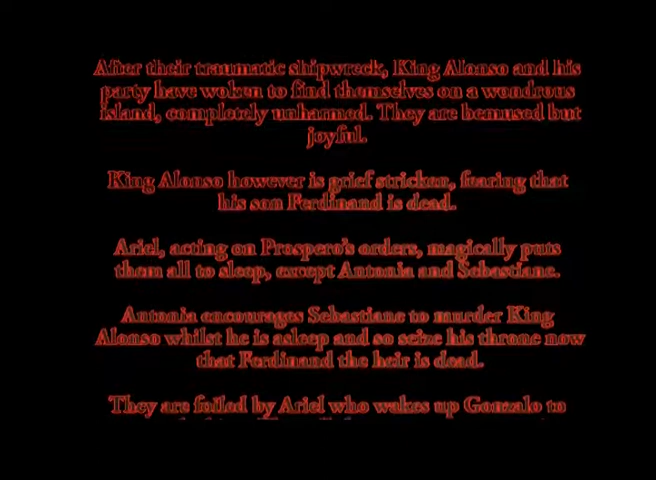 After their traumatic shipwreck, King Alonso and his
party have woken to find themselves on a wondrous
island, completely unharmed. They are bemused but
joyful.
King Alonso however is grief stricken, fearing that
his son Ferdinand is dead.
Ariel, acting on Prospero's orders, magically puts
them all to sleep, except Antonia and Sebastiane.
Antonia encourages Sebastiane to murder King
Alonso whilst he is asleep and so seize his throne now
that Ferdinand the heir is dead.
They are foiled by Ariel who wakes up Gonzalo to